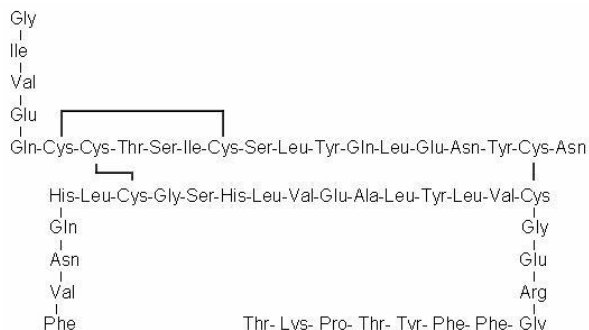 Gly
Ile
Val
Glu
Gln-Cys-Cys-Thr-Ser-Ile-Cys-Ser-Leu-Tyr-Gln-Leu-Glu-Asn-Tyr-Cys-Asn
His-Leu-Cys-Gly-Ser-His-Leu-Val-Glu-Ala-Leu-Tyr-Leu-Val-Cys
Gln Gly
Asn Glu
Val Arg
Phe Thr- Lys- Pro- Thr- Tyr- Phe- Phe- Gly